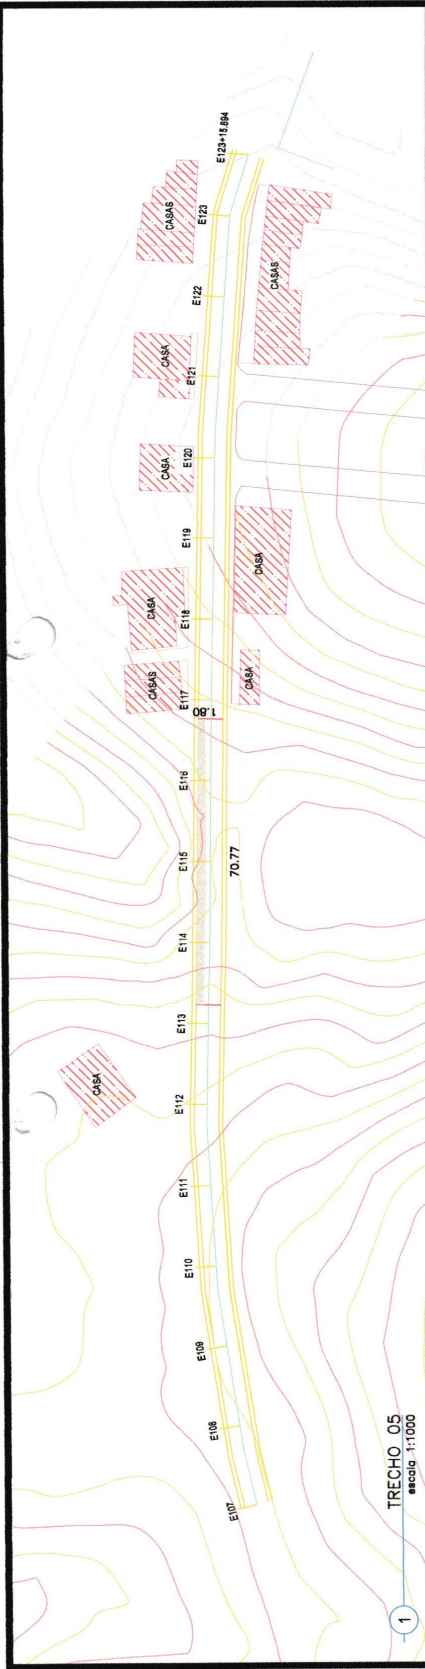 E107
E108
E109
E110
E111
E112
E113
E114
E115
E116
E117
E118
E119
E120
E121
E122
E123
E123+15.894
CASA
CASAS
CASA
CASA
CASA
CASAS
CASA
CASA
CASAS
1.80
70.77
1
TRECHO 05
escala 1:1000